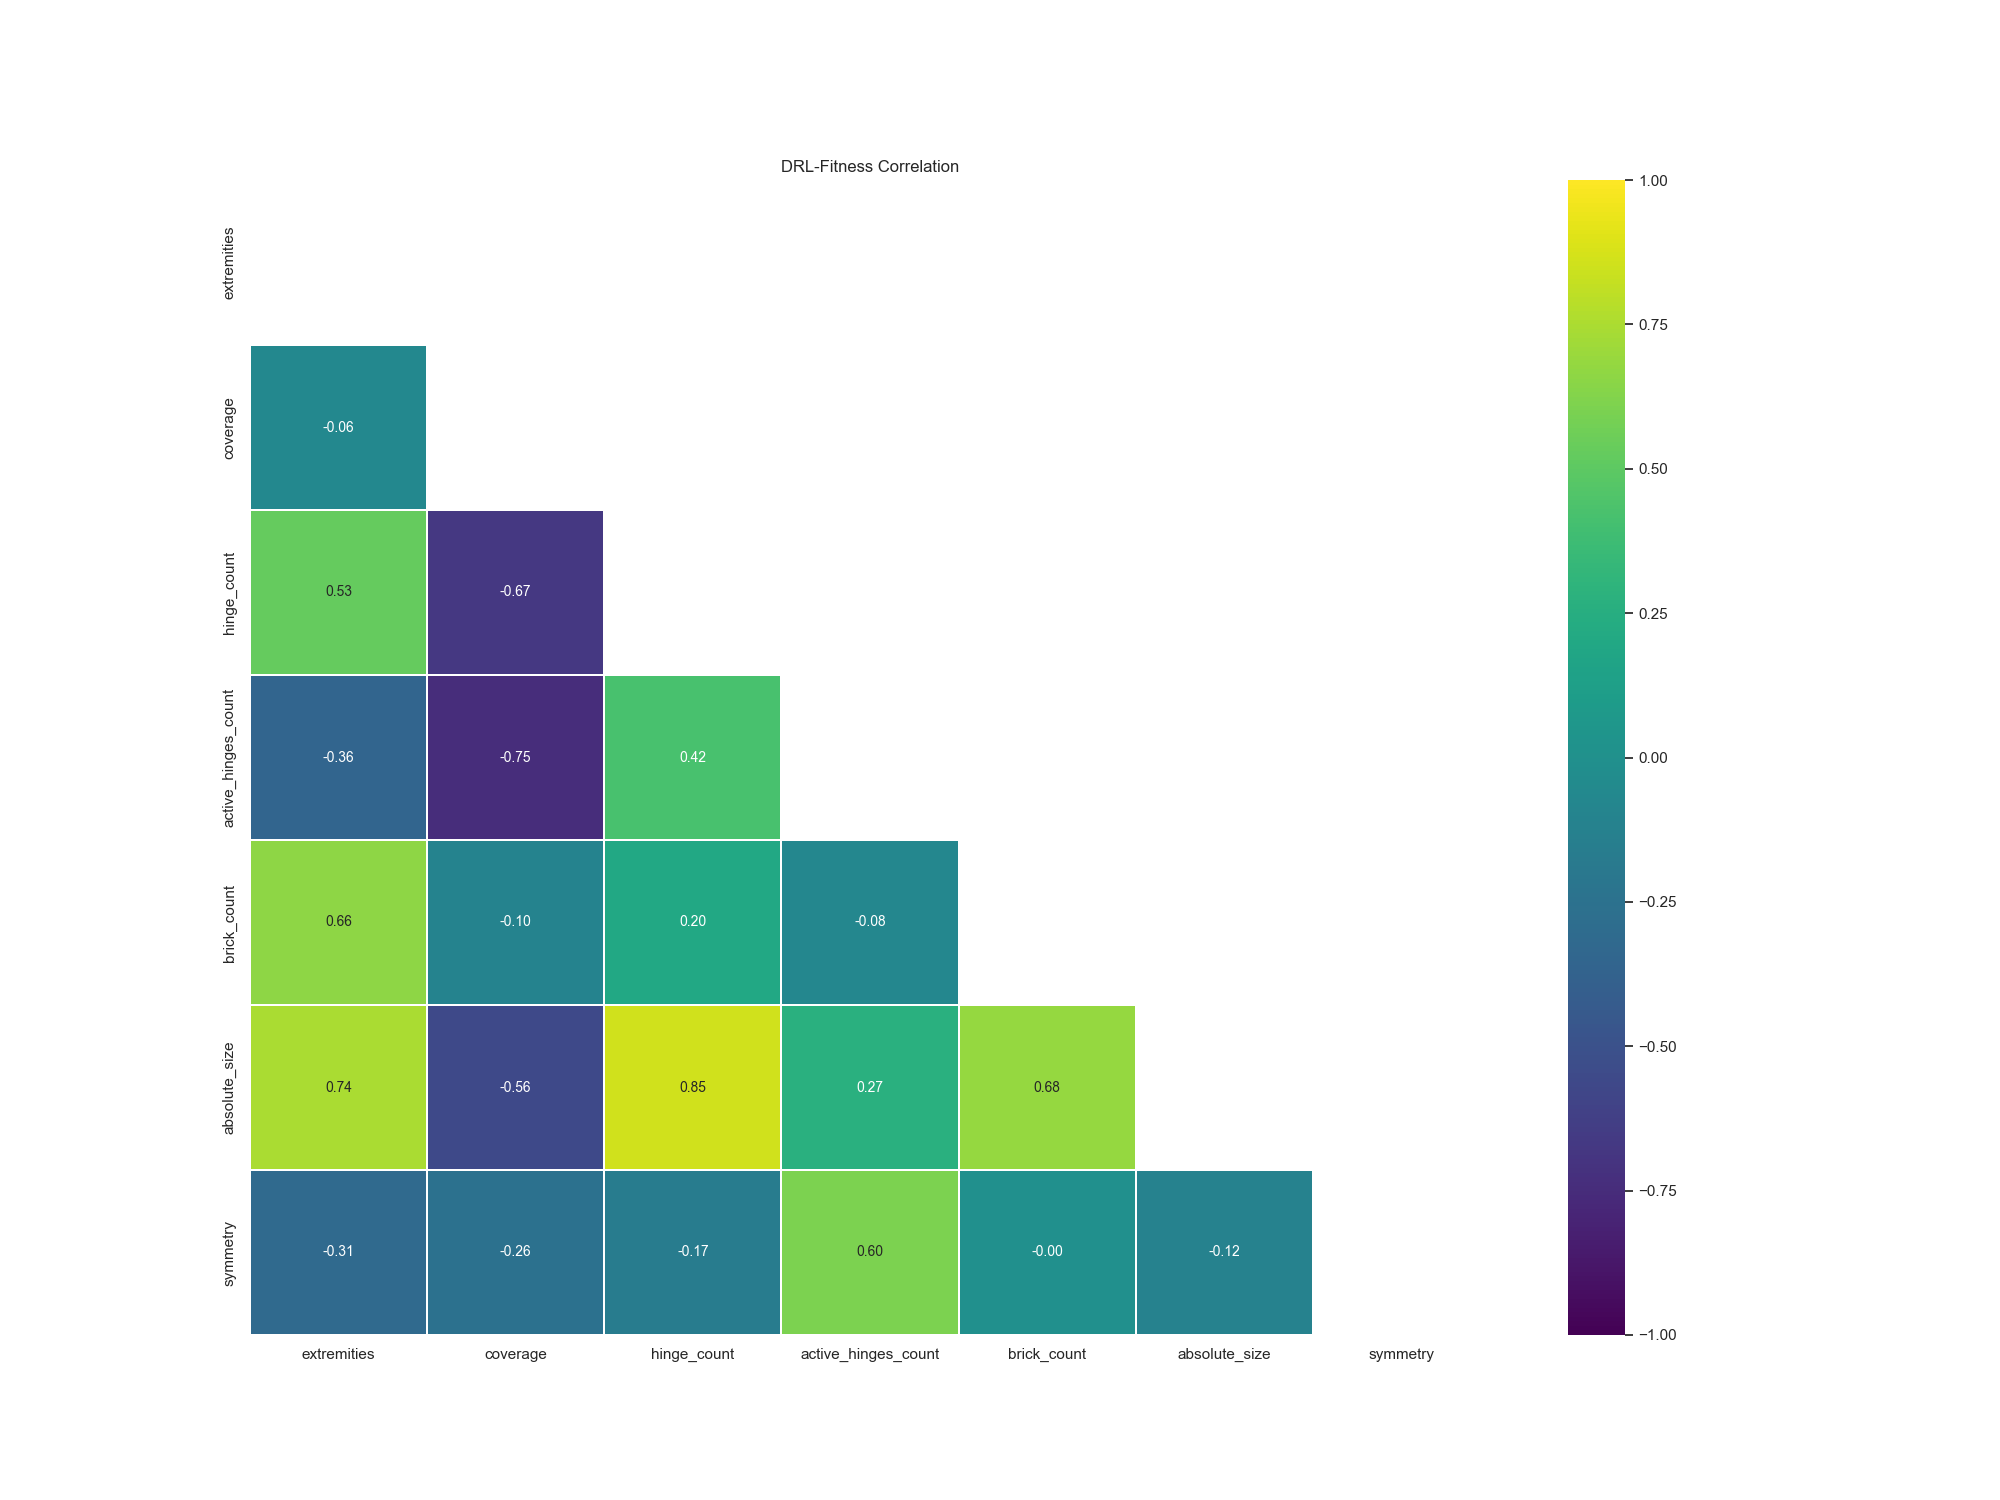 DRL-Fitness Correlation
extremities
coverage
-0.06
hinge_count
0.53 -0.67
active_hinges_count
-0.36 -0.75 0.42
brick_count
0.66 -0.10 0.20 -0.08
absolute_size
0.74 -0.56 0.85 0.27 0.68
symmetry
-0.31 -0.26 -0.17 0.60 -0.00 -0.12
extremities coverage hinge_count active_hinges_count brick_count absolute_size symmetry
1.00
0.75
0.50
0.25
0.00
−0.25
−0.50
−0.75
−1.00